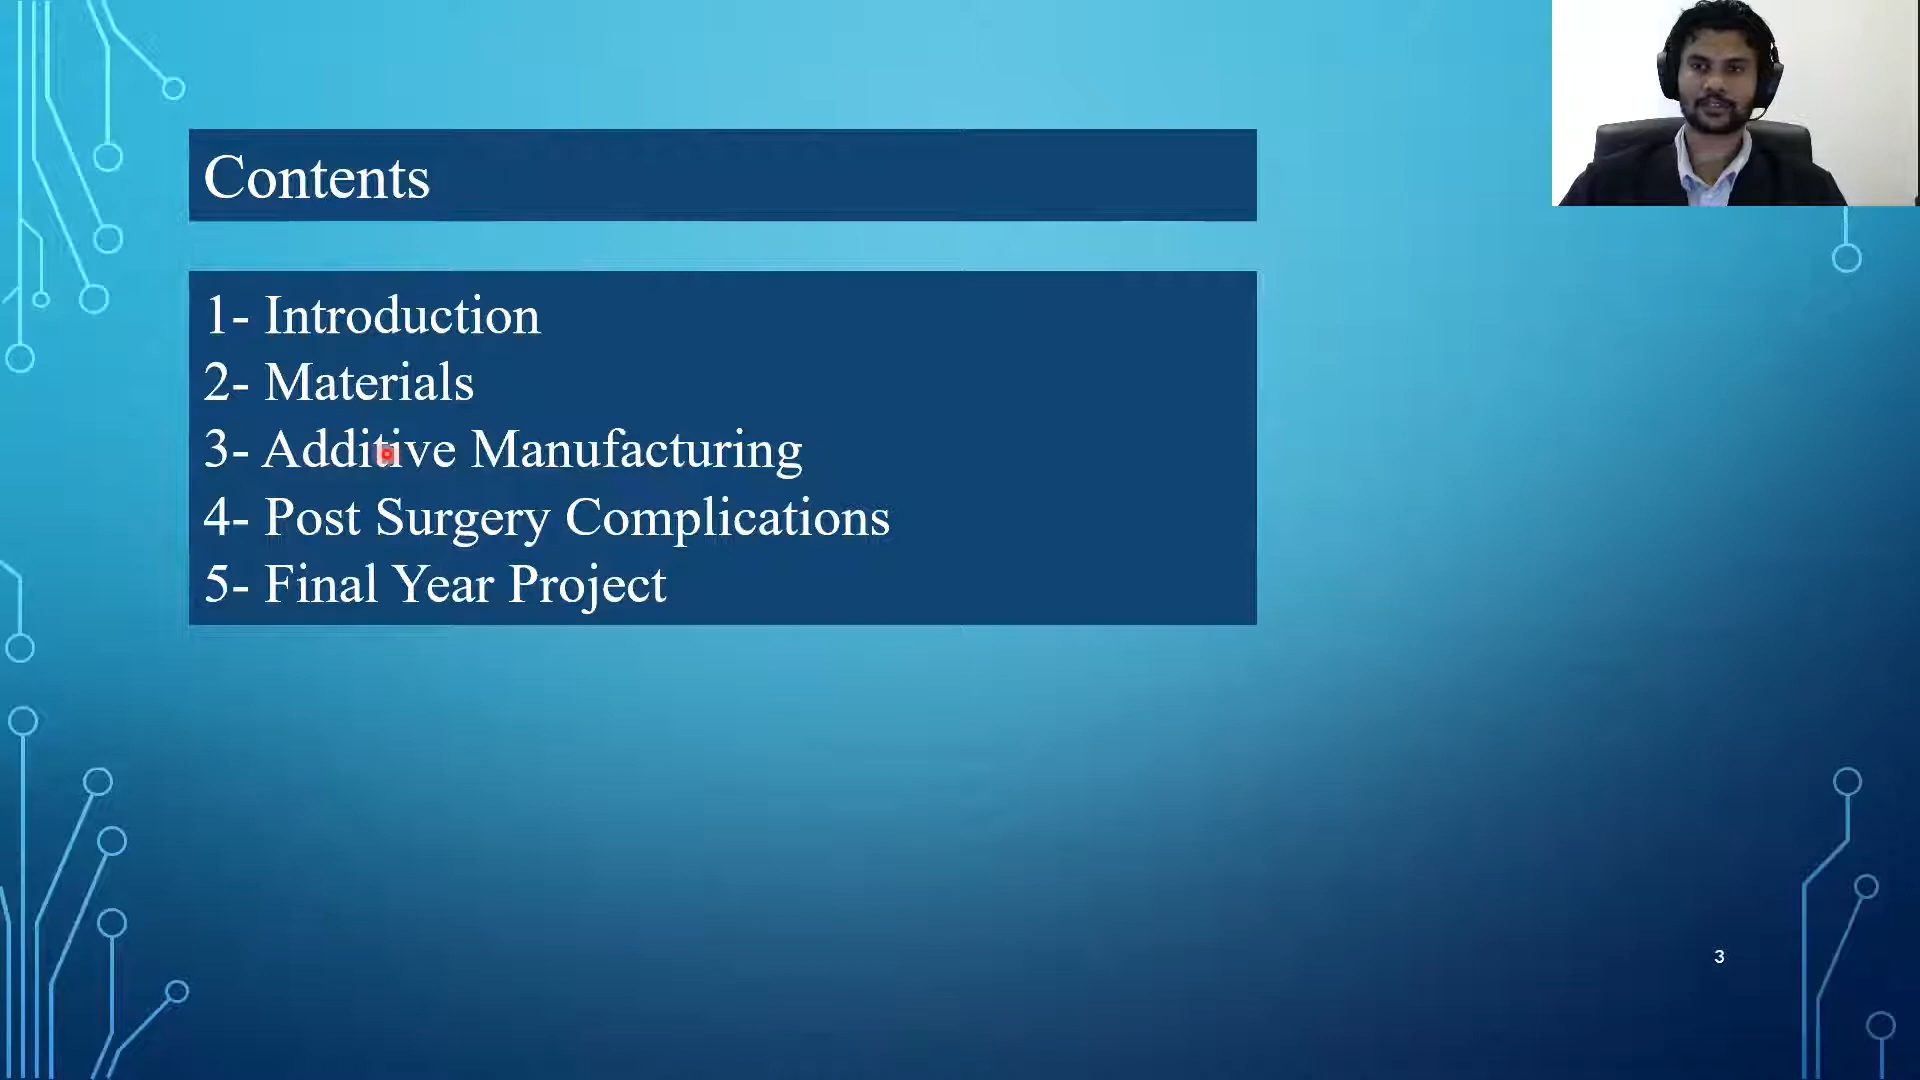 Contents
1- Introduction
2- Materials
3- Additive Manufacturing
4- Post Surgery Complications
5- Final Year Project
3